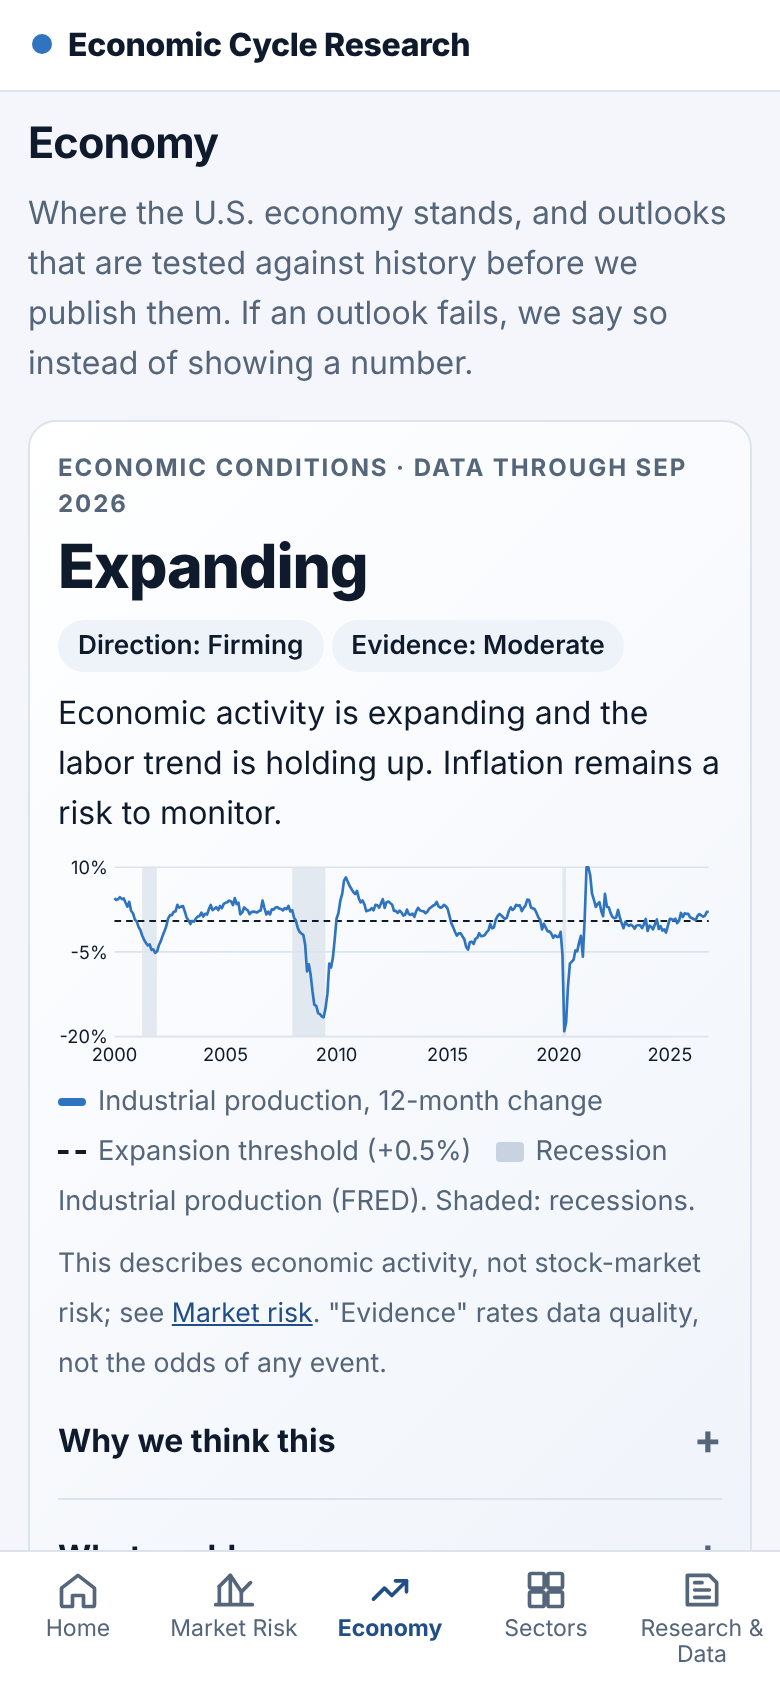 Economic Cycle Research
Economy
Where the U.S. economy stands, and outlooks
that are tested against history before we
publish them. If an outlook fails, we say so
instead of showing a number.
ECONOMIC CONDITIONS · DATA THROUGH SEP
2026
Expanding
Direction: Firming
Evidence: Moderate
Economic activity is expanding and the
labor trend is holding up. Inflation remains a
risk to monitor.
10%
-5%
-20%
2000 2005 2010 2015 2020 2025
Industrial production, 12-month change
Expansion threshold (+0.5%) Recession
Industrial production (FRED). Shaded: recessions.
This describes economic activity, not stock-market
risk; see Market risk. "Evidence" rates data quality,
not the odds of any event.
Why we think this +
Home
Market Risk
Economy
Sectors
Research &
Data